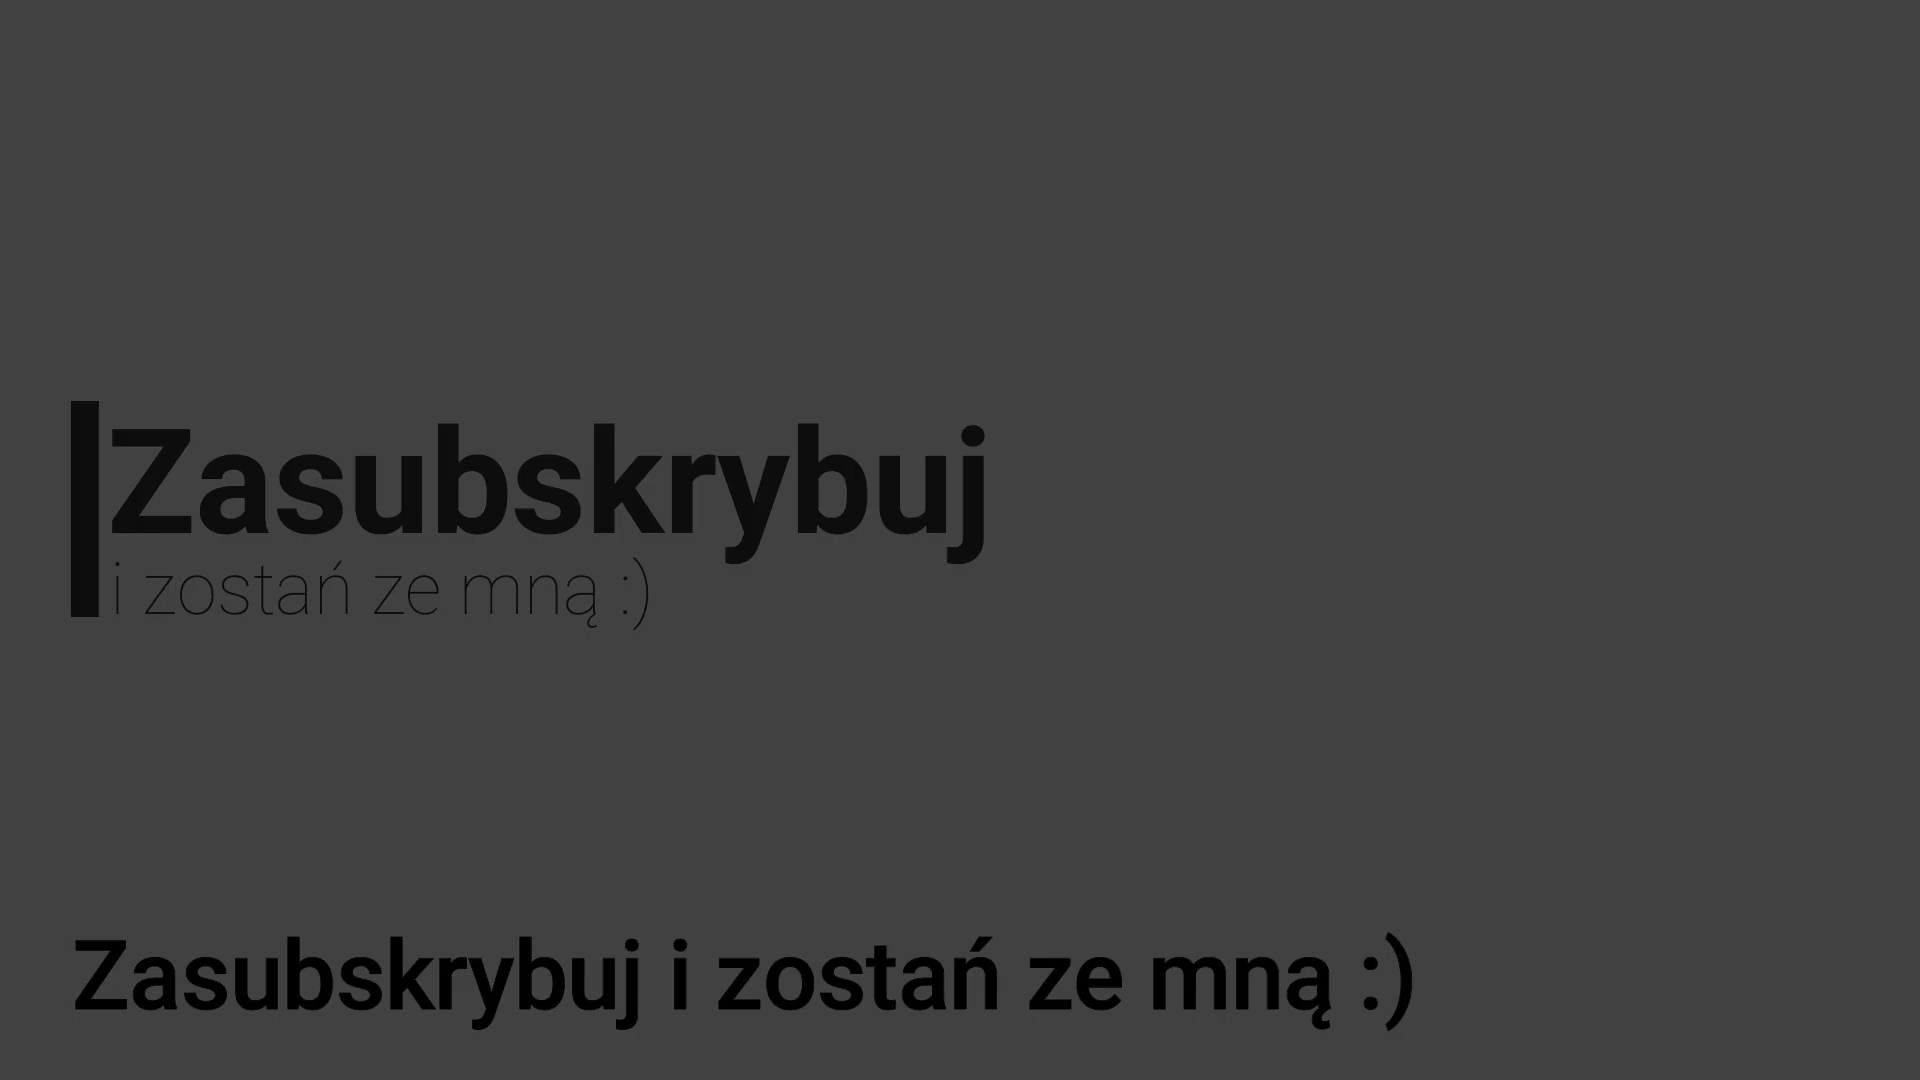 Zasubskrybuj
i zostań ze mną :)
Zasubskrybuj i zostań ze mną :)